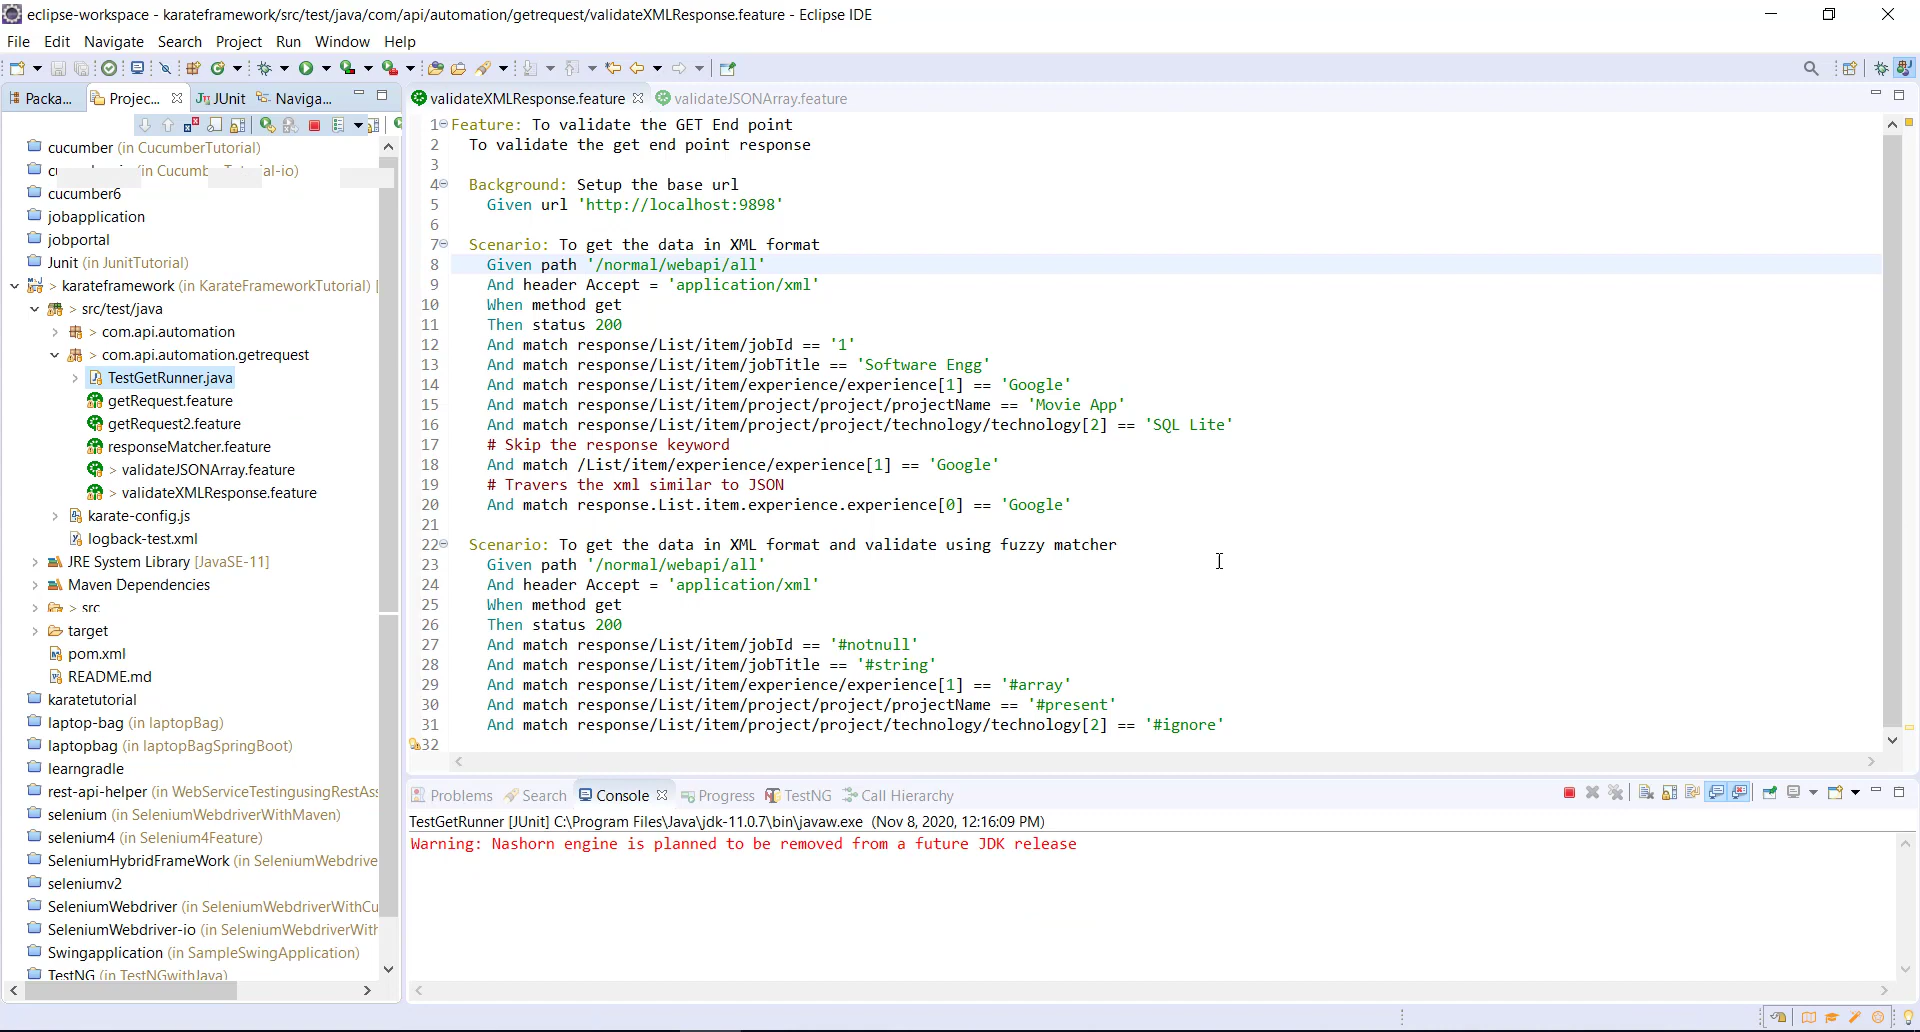 eclipse-workspace - karateframework/src/test/java/com/api/automation/getrequest/validateXMLResponse.feature - Eclipse IDE
File Edit Navigate Search Project Run Window Help
Packa... Projec... JUnit Naviga...
validateXMLResponse.feature validateJSONArray.feature
cucumber (in CucumberTutorial)
cucumber6
jobapplication
jobportal
Junit (in JunitTutorial)
> karateframework (in KarateFrameworkTutorial) [
> src/test/java
> com.api.automation
> com.api.automation.getrequest
TestGetRunner.java
getRequest.feature
getRequest2.feature
responseMatcher.feature
> validateJSONArray.feature
> validateXMLResponse.feature
karate-config.js
logback-test.xml
JRE System Library [JavaSE-11]
Maven Dependencies
> src
target
pom.xml
README.md
karatetutorial
laptop-bag (in laptopBag)
laptopbag (in laptopBagSpringBoot)
learngradle
rest-api-helper (in WebServiceTestingusingRestAss
selenium (in SeleniumWebdriverWithMaven)
selenium4 (in Selenium4Feature)
SeleniumHybridFrameWork (in SeleniumWebdrive
seleniumv2
SeleniumWebdriver (in SeleniumWebdriverWithCu
SeleniumWebdriver-io (in SeleniumWebdriverWith
Swingapplication (in SampleSwingApplication)
TestNG (in TestNGwithJava)
1 Feature: To validate the GET End point
2 To validate the get end point response
3
4 Background: Setup the base url
5 Given url 'http://localhost:9898'
6
7 Scenario: To get the data in XML format
8 Given path '/normal/webapi/all'
9 And header Accept = 'application/xml'
10 When method get
11 Then status 200
12 And match response/List/item/jobId == '1'
13 And match response/List/item/jobTitle == 'Software Engg'
14 And match response/List/item/experience/experience[1] == 'Google'
15 And match response/List/item/project/project/projectName == 'Movie App'
16 And match response/List/item/project/project/technology/technology[2] == 'SQL Lite'
17 # Skip the response keyword
18 And match /List/item/experience/experience[1] == 'Google'
19 # Travers the xml similar to JSON
20 And match response.List.item.experience.experience[0] == 'Google'
21
22 Scenario: To get the data in XML format and validate using fuzzy matcher
23 Given path '/normal/webapi/all'
24 And header Accept = 'application/xml'
25 When method get
26 Then status 200
27 And match response/List/item/jobId == '#notnull'
28 And match response/List/item/jobTitle == '#string'
29 And match response/List/item/experience/experience[1] == '#array'
30 And match response/List/item/project/project/projectName == '#present'
31 And match response/List/item/project/project/technology/technology[2] == '#ignore'
32
Problems Search Console Progress TestNG Call Hierarchy
TestGetRunner [JUnit] C:\Program Files\Java\jdk-11.0.7\bin\javaw.exe (Nov 8, 2020, 12:16:09 PM)
Warning: Nashorn engine is planned to be removed from a future JDK release